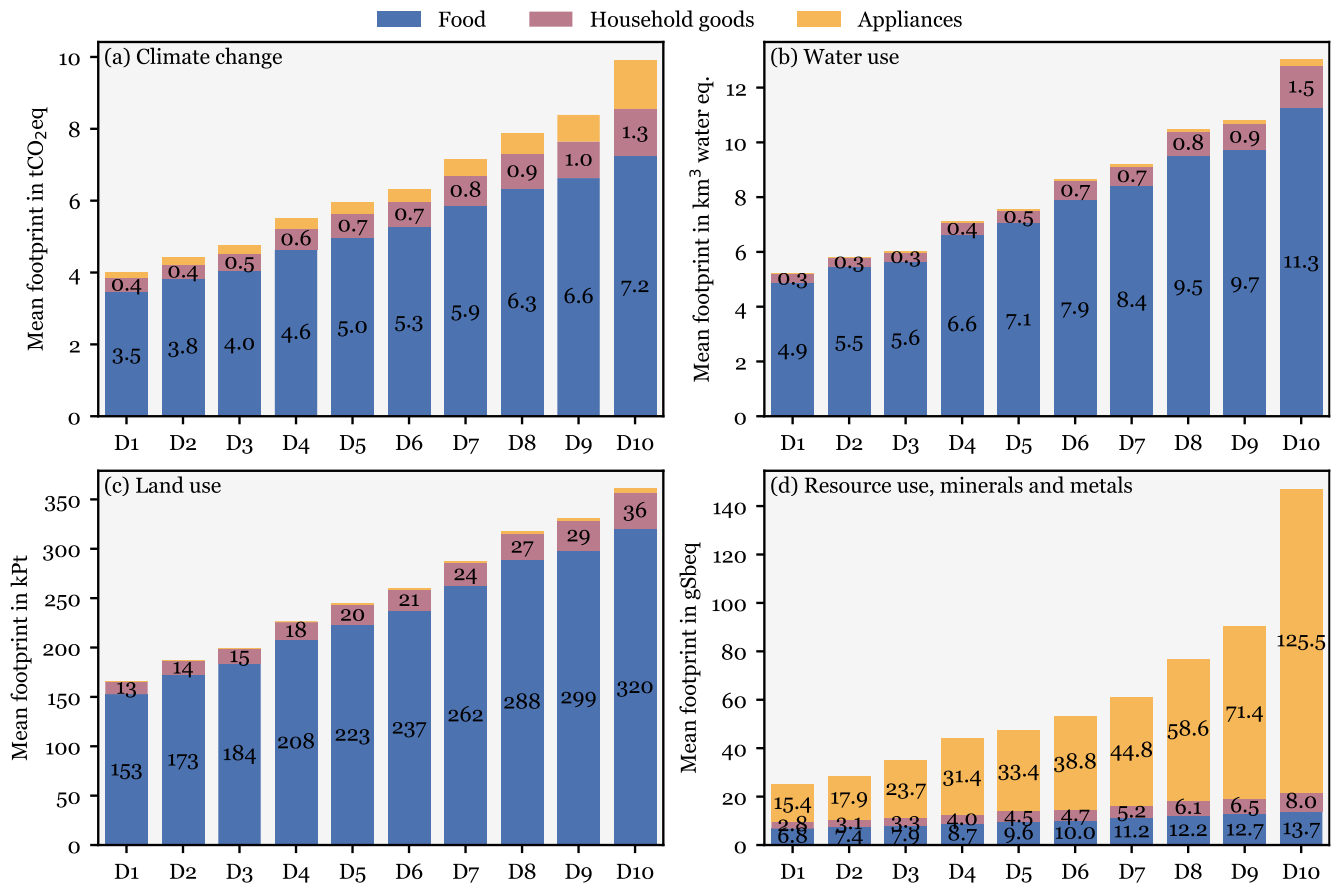 Food Household goods Appliances
(a) Climate change
Mean footprint in tCO₂eq
10
8
6
4
2
0
0.4 0.4 0.5 0.6 0.7 0.7 0.8 0.9 1.0 1.3
3.5 3.8 4.0 4.6 5.0 5.3 5.9 6.3 6.6 7.2
D1 D2 D3 D4 D5 D6 D7 D8 D9 D10
(b) Water use
Mean footprint in km³ water eq.
12
10
8
6
4
2
0
0.3 0.3 0.3 0.4 0.5 0.7 0.7 0.8 0.9 1.5
4.9 5.5 5.6 6.6 7.1 7.9 8.4 9.5 9.7 11.3
D1 D2 D3 D4 D5 D6 D7 D8 D9 D10
(c) Land use
Mean footprint in kPt
350
300
250
200
150
100
50
0
13 14 15 18 20 21 24 27 29 36
153 173 184 208 223 237 262 288 299 320
D1 D2 D3 D4 D5 D6 D7 D8 D9 D10
(d) Resource use, minerals and metals
Mean footprint in gSbeq
140
120
100
80
60
40
20
0
15.4 17.9 23.7 31.4 33.4 38.8 44.8 58.6 71.4 125.5
2.8 3.1 3.3 4.0 4.5 4.7 5.2 6.1 6.5 8.0
6.8 7.4 7.9 8.7 9.6 10.0 11.2 12.2 12.7 13.7
D1 D2 D3 D4 D5 D6 D7 D8 D9 D10